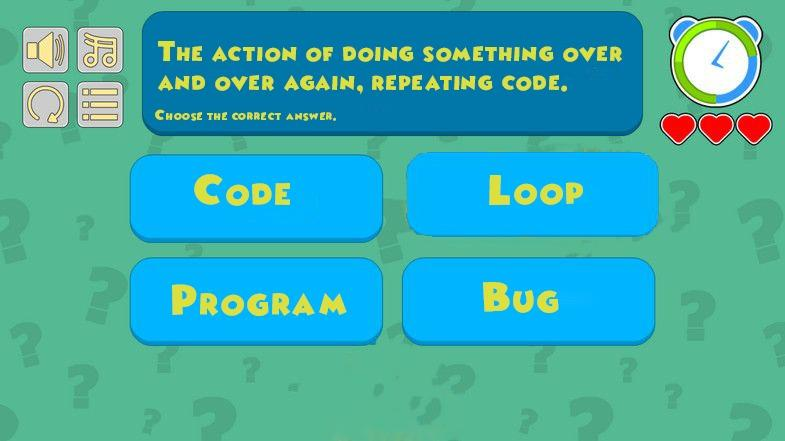 The action of doing something over
and over again, repeating code.
Choose the correct answer.
Code
Loop
Program
Bug